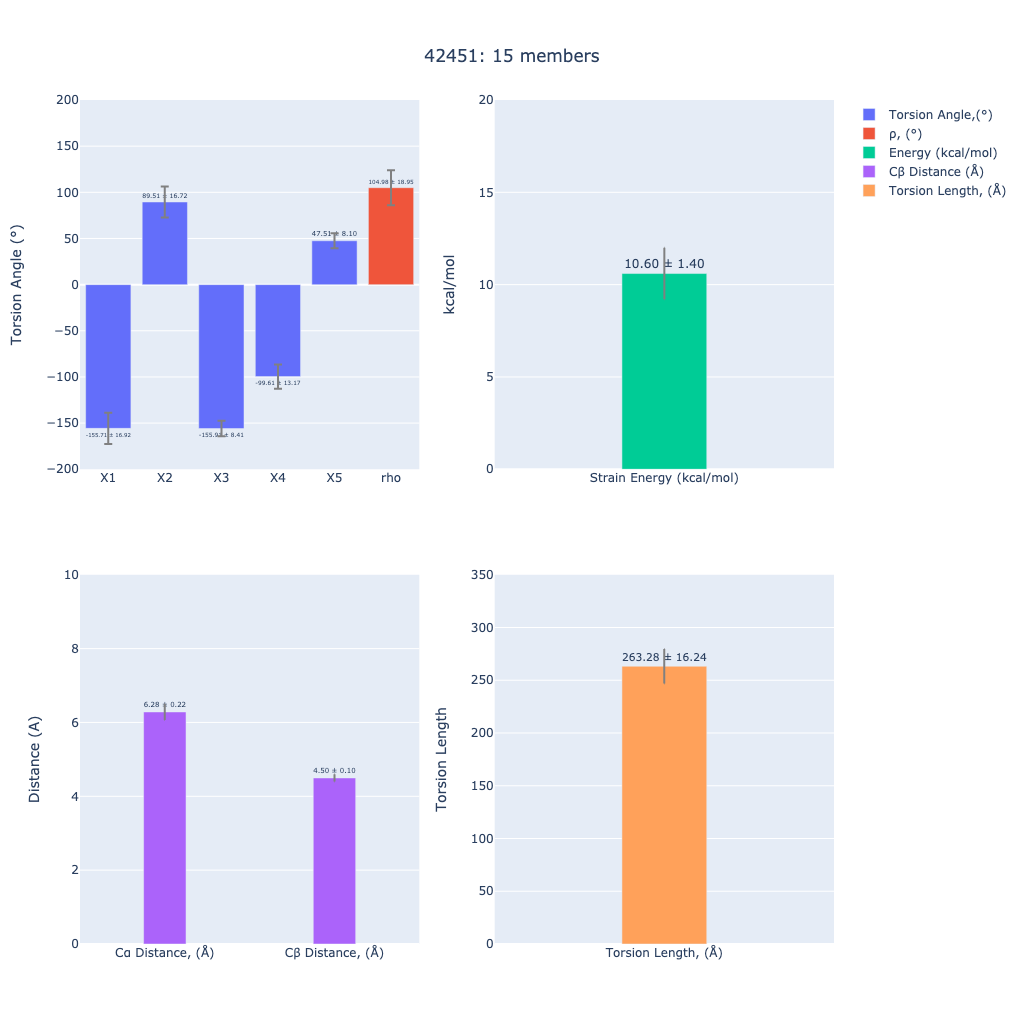 42451: 15 members
Torsion Angle (°)
200
150
100
50
0
−50
−100
−150
−200
-155.71 ± 16.92
89.51 ± 16.72
-99.61 ± 13.17
47.51 ± 8.10
104.98 ± 18.95
X1 X2 X3 X4 X5 rho
kcal/mol
20
15
10
5
0
10.60 ± 1.40
Strain Energy (kcal/mol)
Torsion Angle,(°)
ρ, (°)
Energy (kcal/mol)
Cβ Distance (Å)
Torsion Length, (Å)
Distance (A)
10
8
6
4
2
0
6.28 ± 0.22
4.50 ± 0.10
Cα Distance, (Å) Cβ Distance, (Å)
Torsion Length
350
300
250
200
150
100
50
0
263.28 ± 16.24
Torsion Length, (Å)